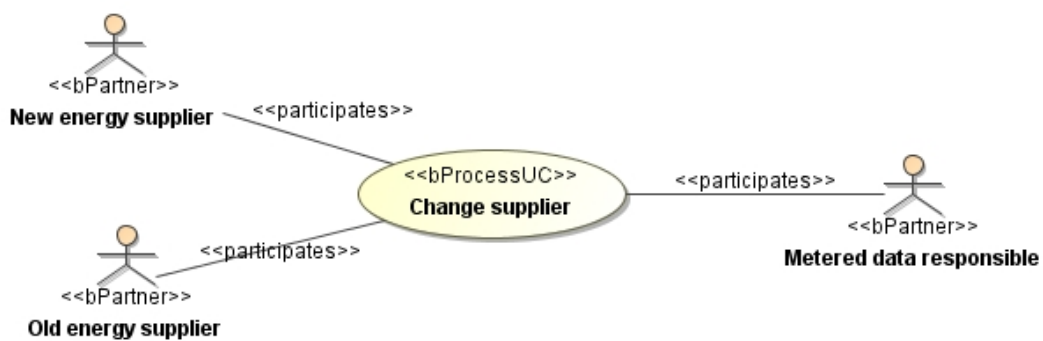 <<bPartner>>
New energy supplier
<<participates>>
<<bProcessUC>>
Change supplier
<<participates>>
<<bPartner>>
Metered data responsible
<<participates>>
<<bPartner>>
Old energy supplier